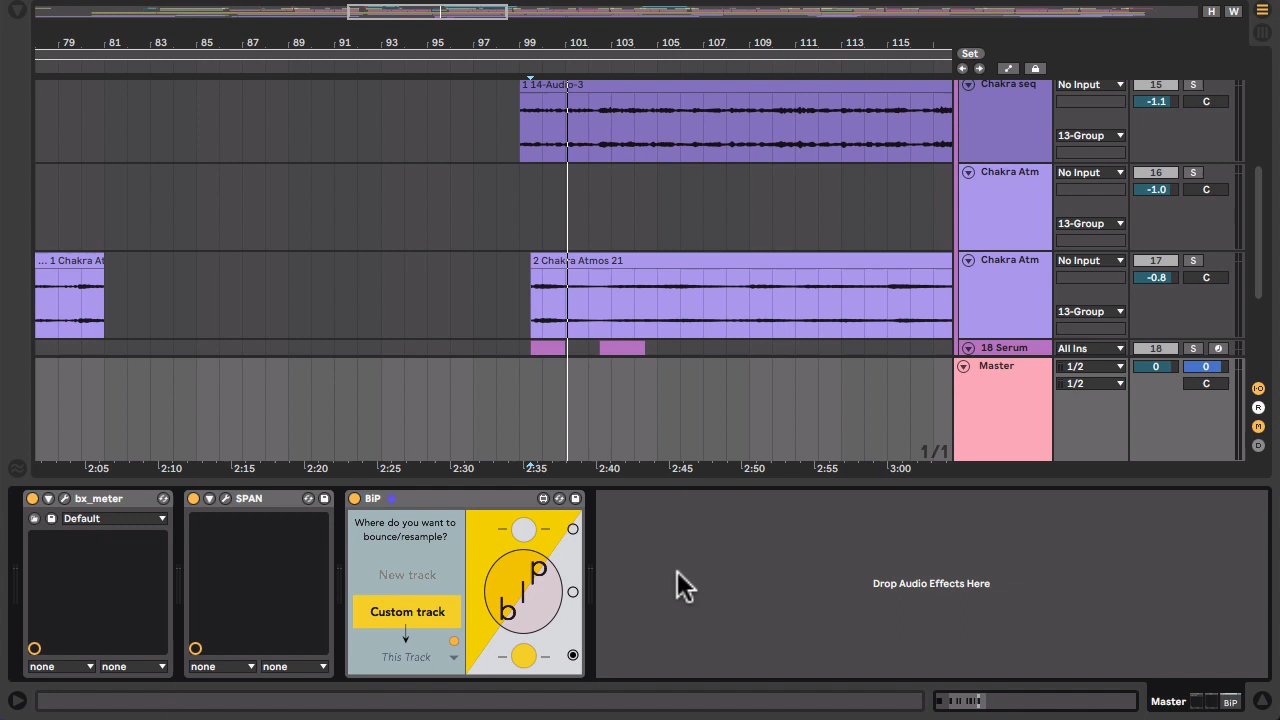 H W
79 81 83 85 87 89 91 93 95 97 99 101 103 105 107 109 111 113 115
Set
1 14-Audio-3
Chakra seq
No Input
15
S
-1.1
C
13-Group
Chakra Atm
No Input
16
S
-1.0
C
13-Group
... 1 Chakra At
2 Chakra Atmos 21
Chakra Atm
No Input
17
S
-0.8
C
13-Group
18 Serum
All Ins
18
S
Master
1/2
0
0
1/2
C
I·O
R
M
D
1/1
2:05 2:10 2:15 2:20 2:25 2:30 2:35 2:40 2:45 2:50 2:55 3:00
bx_meter
Default
none
none
SPAN
none
none
BiP
Where do you want to
bounce/resample?
New track
Custom track
This Track
bIp
Drop Audio Effects Here
Master
BiP